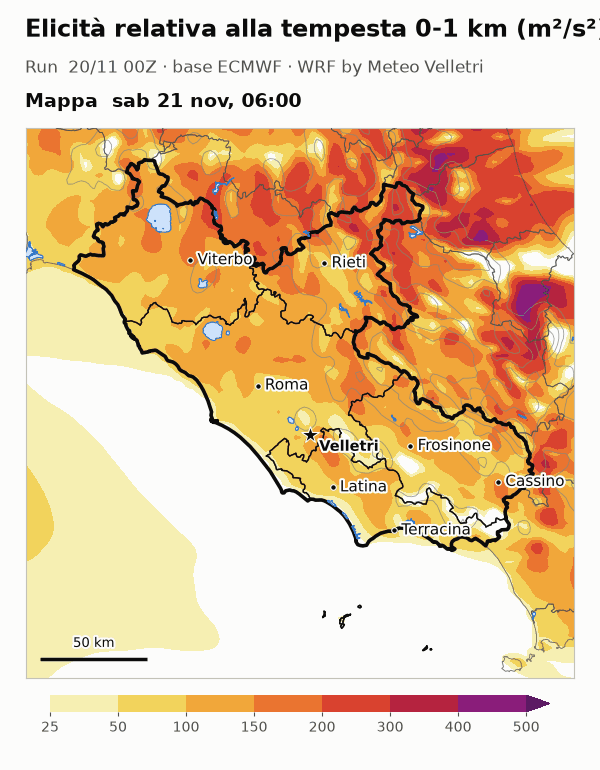 Elicità relativa alla tempesta 0-1 km (m²/s²)
Run  20/11 00Z · base ECMWF · WRF by Meteo Velletri
Mappa  sab 21 nov, 06:00
Viterbo
Rieti
Roma
Velletri
Frosinone
Cassino
Latina
Terracina
50 km
25 50 100 150 200 300 400 500